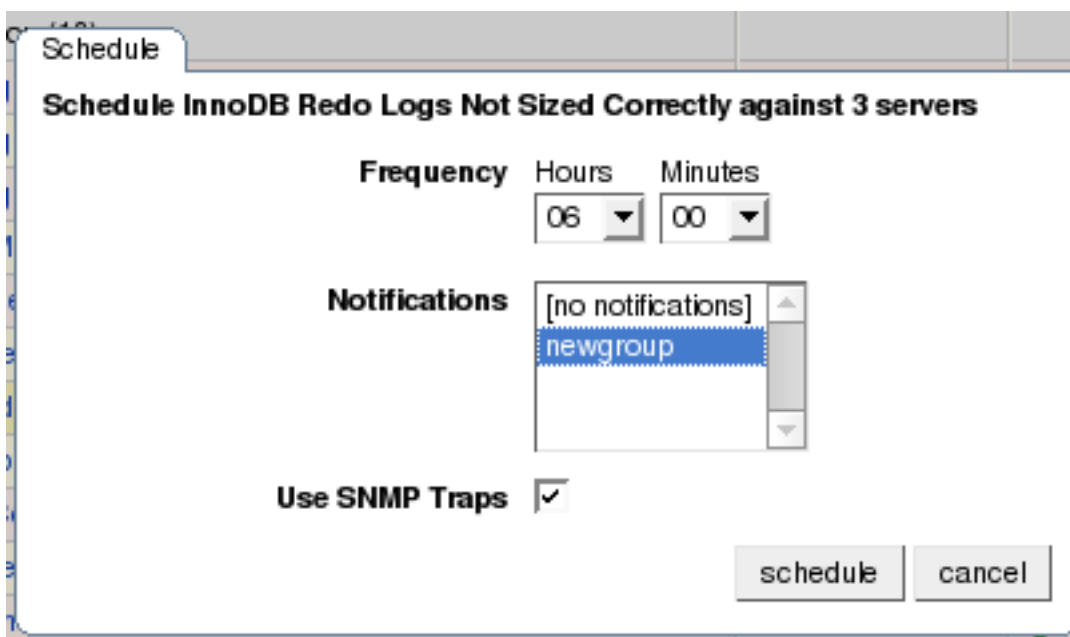 Schedule
Schedule InnoDB Redo Logs Not Sized Correctly against 3 servers
Frequency Hours Minutes
06 00
Notifications [no notifications]
newgroup
Use SNMP Traps
schedule cancel